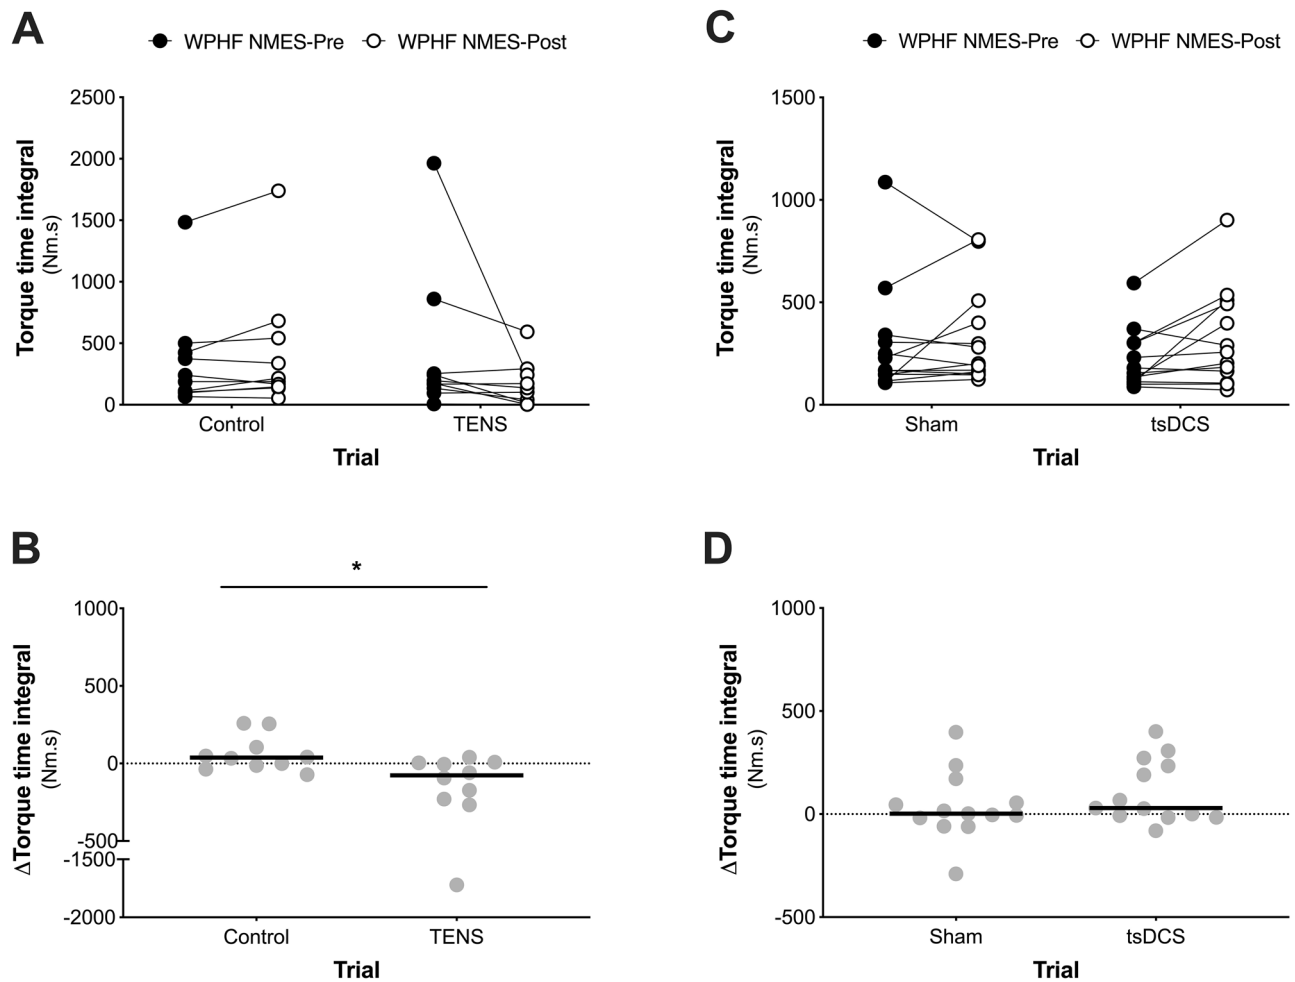 A
WPHF NMES-Pre WPHF NMES-Post
2500
2000
1500
1000
500
0
Torque time integral
(Nm.s)
Control TENS
Trial
C
WPHF NMES-Pre WPHF NMES-Post
1500
1000
500
0
Torque time integral
(Nm.s)
Sham tsDCS
Trial
B
*
1000
500
0
-500
-1500
-2000
ΔTorque time integral
(Nm.s)
Control TENS
Trial
D
1000
500
0
-500
ΔTorque time integral
(Nm.s)
Sham tsDCS
Trial